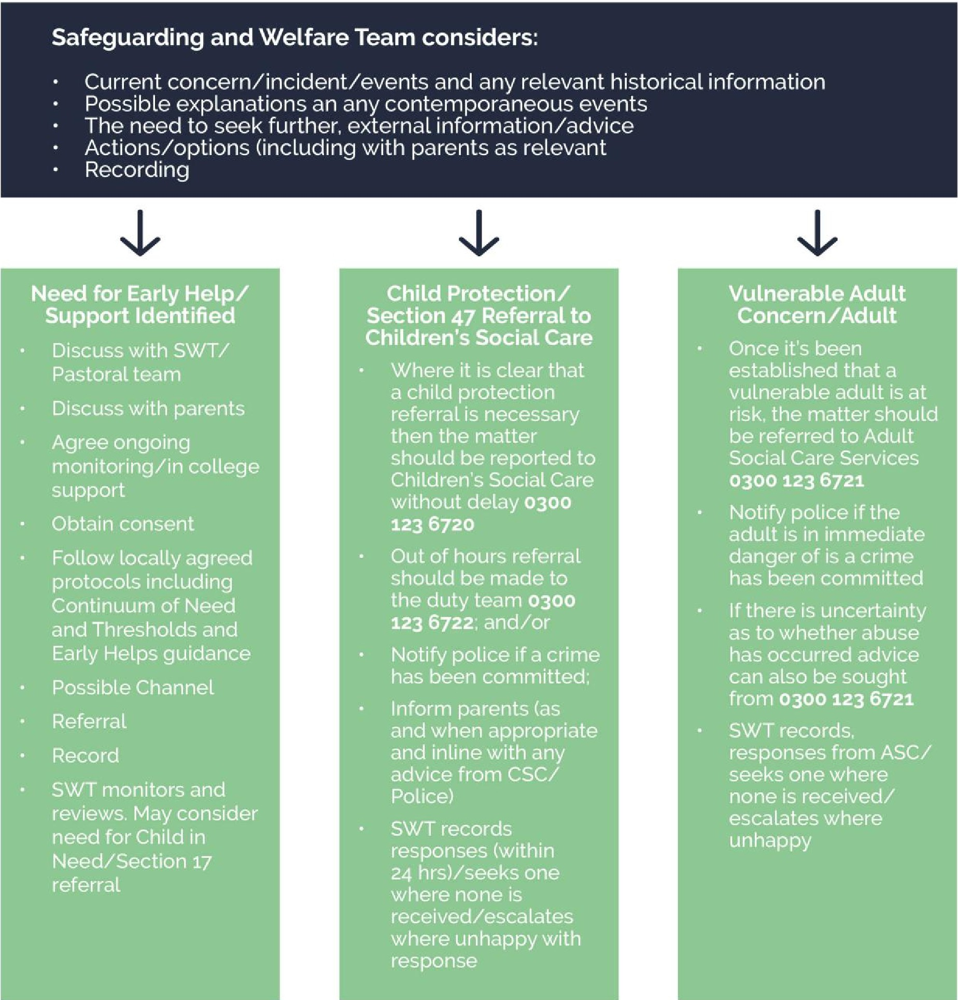 Safeguarding and Welfare Team considers:
• Current concern/incident/events and any relevant historical information
• Possible explanations an any contemporaneous events
• The need to seek further, external information/advice
• Actions/options (including with parents as relevant
• Recording
Need for Early Help/
Support Identified
• Discuss with SWT/
Pastoral team
• Discuss with parents
• Agree ongoing
monitoring/in college
support
• Obtain consent
• Follow locally agreed
protocols including
Continuum of Need
and Thresholds and
Early Helps guidance
• Possible Channel
• Referral
• Record
• SWT monitors and
reviews. May consider
need for Child in
Need/Section 17
referral
Child Protection/
Section 47 Referral to
Children's Social Care
• Where it is clear that
a child protection
referral is necessary
then the matter
should be reported to
Children's Social Care
without delay 0300
123 6720
• Out of hours referral
should be made to
the duty team 0300
123 6722; and/or
• Notify police if a crime
has been committed;
• Inform parents (as
and when appropriate
and inline with any
advice from CSC/
Police)
• SWT records
responses (within
24 hrs)/seeks one
where none is
received/escalates
where unhappy with
response
Vulnerable Adult
Concern/Adult
• Once it's been
established that a
vulnerable adult is at
risk, the matter should
be referred to Adult
Social Care Services
0300 123 6721
• Notify police if the
adult is in immediate
danger of is a crime
has been committed
• If there is uncertainty
as to whether abuse
has occurred advice
can also be sought
from 0300 123 6721
• SWT records,
responses from ASC/
seeks one where
none is received/
escalates where
unhappy